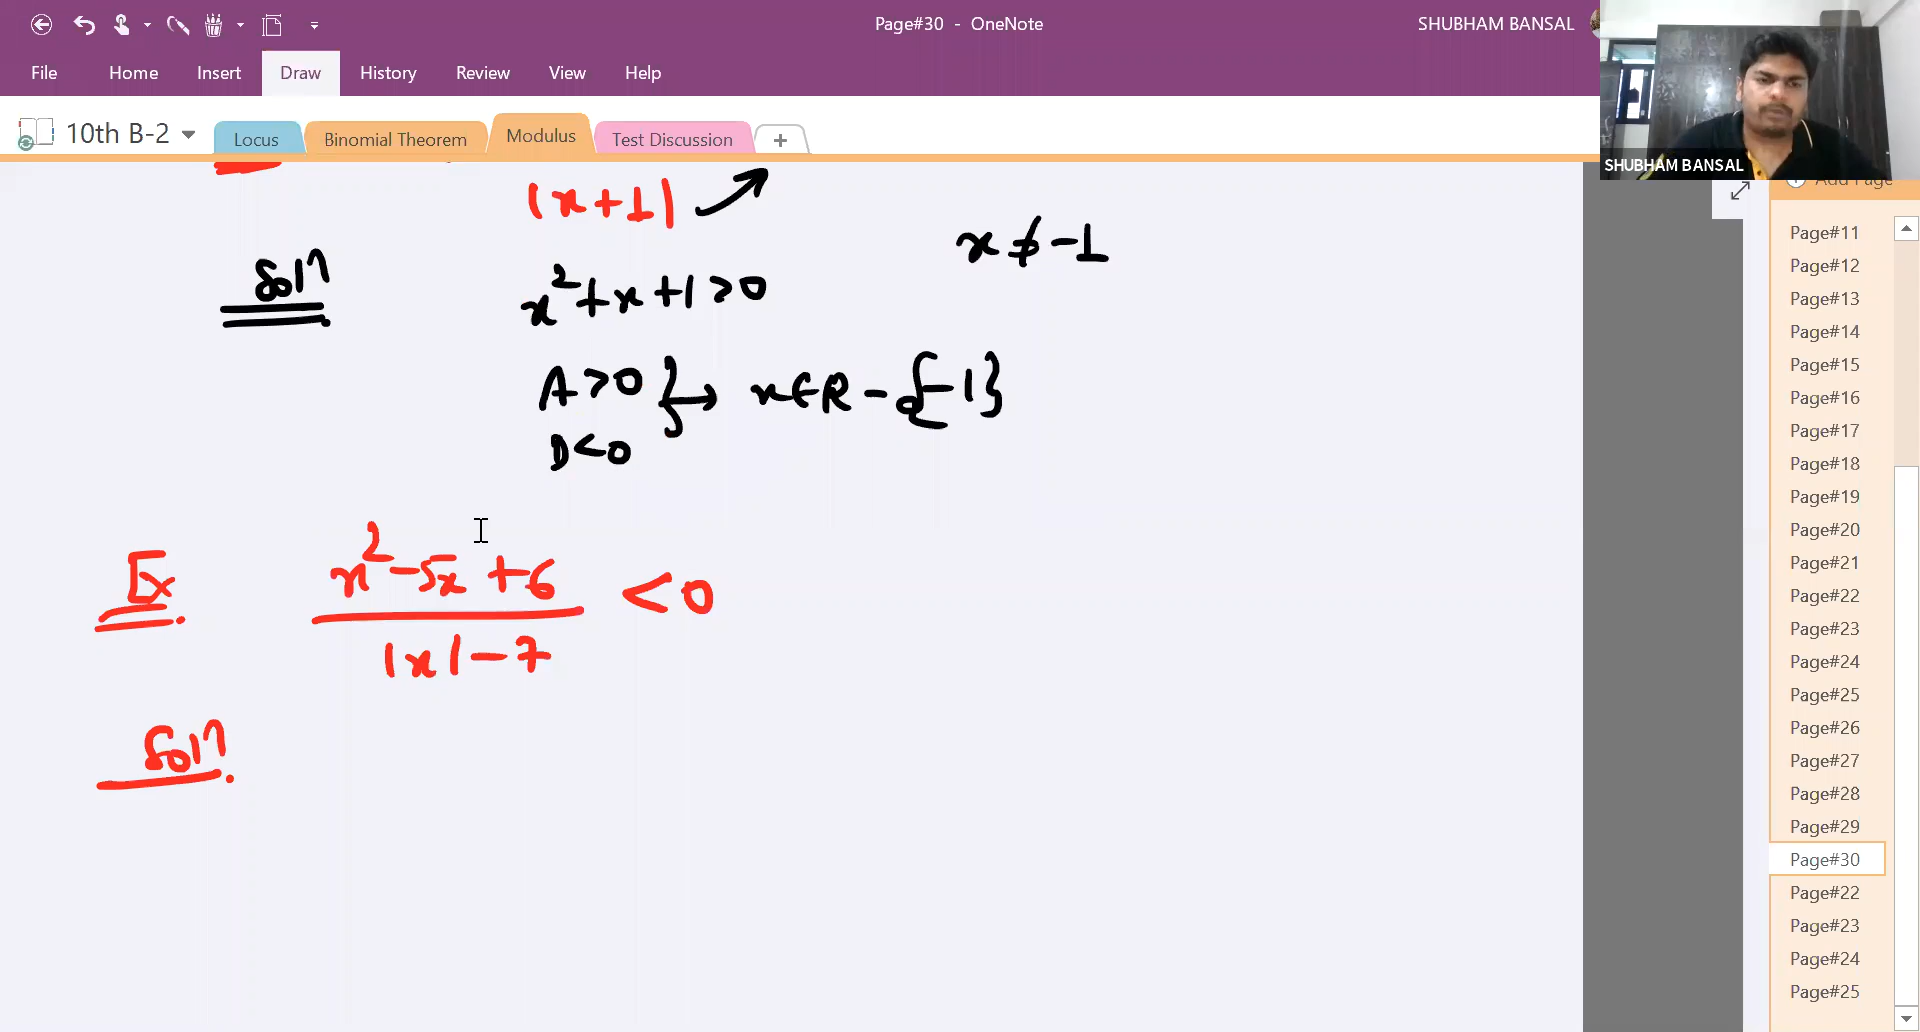 Page#30 - OneNote
SHUBHAM BANSAL
File Home Insert Draw History Review View Help
SHUBHAM BANSAL
10th B-2 Locus Binomial Theorem Modulus Test Discussion +
Add Page
|x+1|
x ≠ -1
Solⁿ
x²+x+1>0
A>0
D<0 } → x∈R - {-1}
Ex
x²-5x+6
< 0
|x|-7
Solⁿ
Page#11
Page#12
Page#13
Page#14
Page#15
Page#16
Page#17
Page#18
Page#19
Page#20
Page#21
Page#22
Page#23
Page#24
Page#25
Page#26
Page#27
Page#28
Page#29
Page#30
Page#22
Page#23
Page#24
Page#25